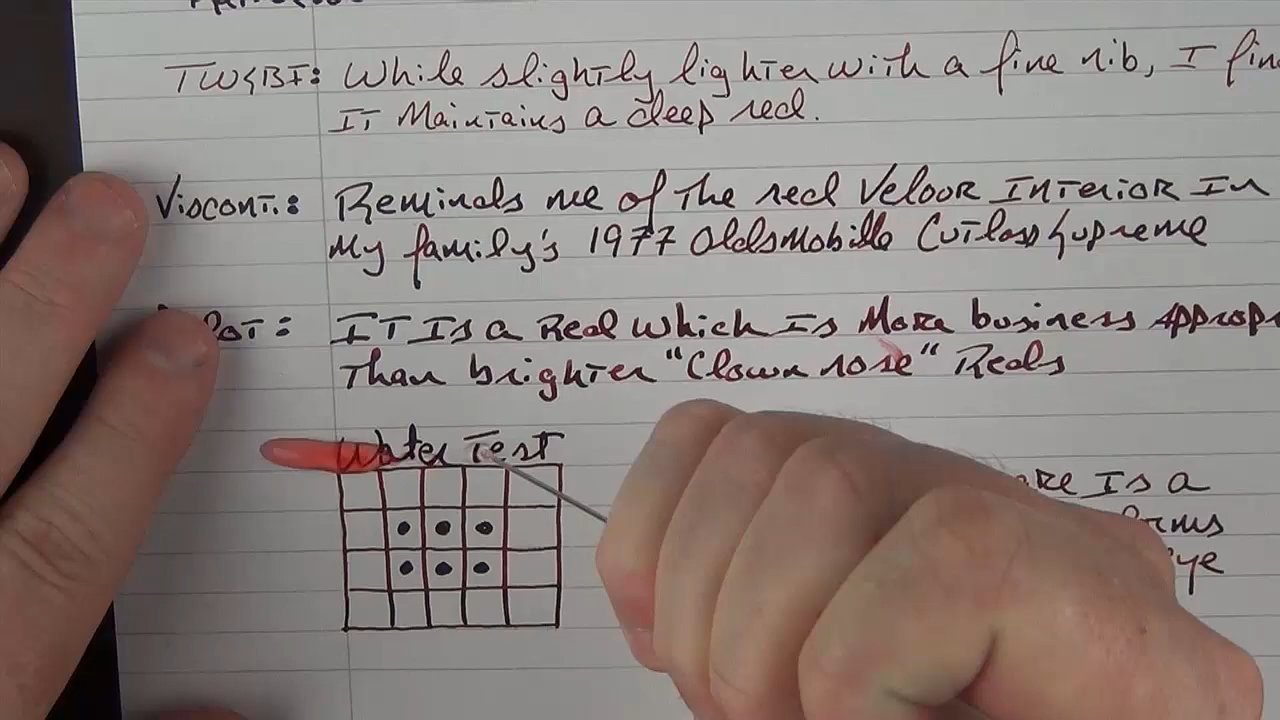 TWSBI: While slightly lighter with a fine nib, I find
It Maintains a deep red.
Visconti: Reminds me of The red Velour Interior In
My family's 1977 Oldsmobile Cutlass Supreme
IT Is a Red which Is More business Approp
Than brighter "Clown nose" Reds
Water Test
Is a
eye